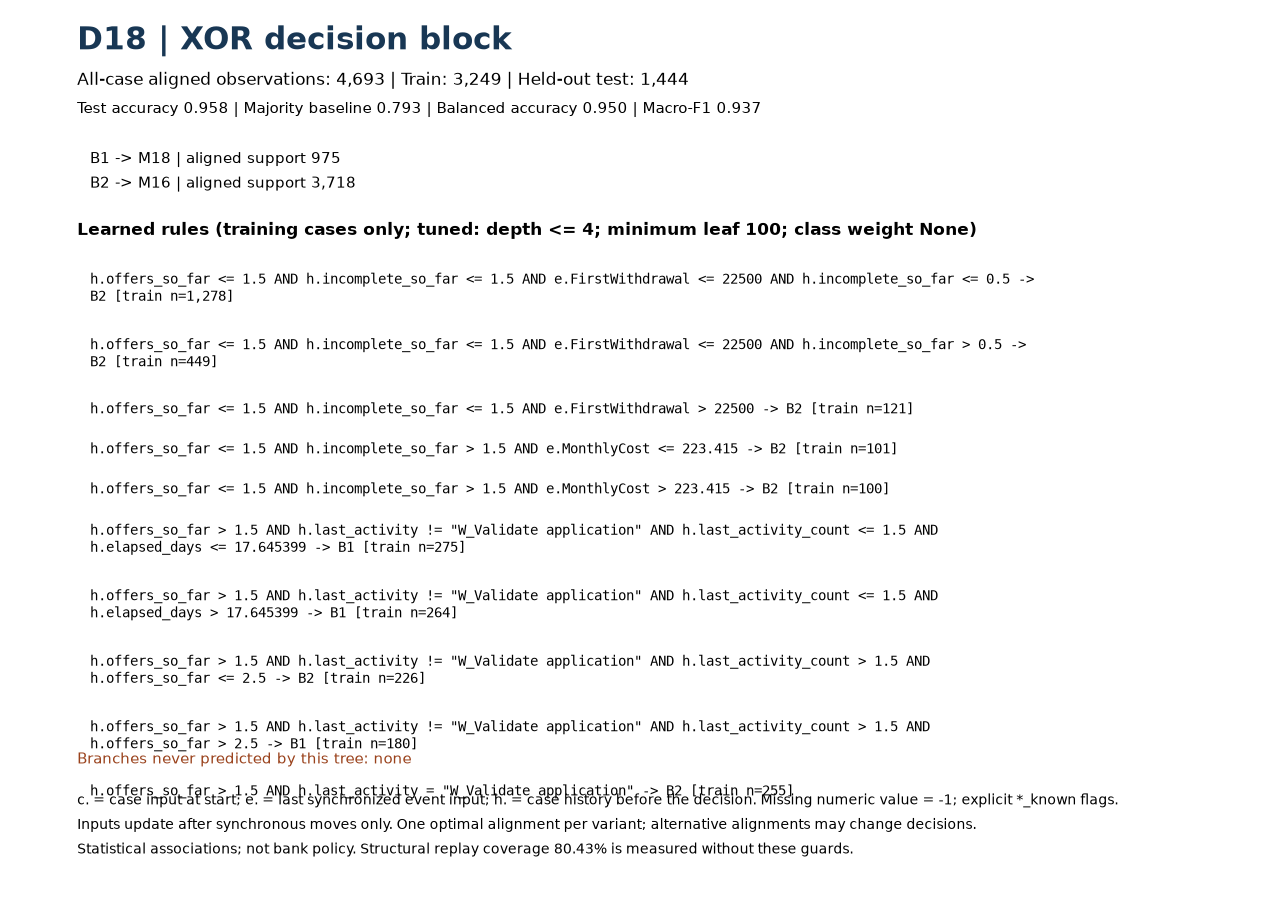 D18 | XOR decision block
All-case aligned observations: 4,693 | Train: 3,249 | Held-out test: 1,444
Test accuracy 0.958 | Majority baseline 0.793 | Balanced accuracy 0.950 | Macro-F1 0.937
B1 -> M18 | aligned support 975
B2 -> M16 | aligned support 3,718
Learned rules (training cases only; tuned: depth <= 4; minimum leaf 100; class weight None)
h.offers_so_far <= 1.5 AND h.incomplete_so_far <= 1.5 AND e.FirstWithdrawal <= 22500 AND h.incomplete_so_far <= 0.5 ->
B2 [train n=1,278]
h.offers_so_far <= 1.5 AND h.incomplete_so_far <= 1.5 AND e.FirstWithdrawal <= 22500 AND h.incomplete_so_far > 0.5 ->
B2 [train n=449]
h.offers_so_far <= 1.5 AND h.incomplete_so_far <= 1.5 AND e.FirstWithdrawal > 22500 -> B2 [train n=121]
h.offers_so_far <= 1.5 AND h.incomplete_so_far > 1.5 AND e.MonthlyCost <= 223.415 -> B2 [train n=101]
h.offers_so_far <= 1.5 AND h.incomplete_so_far > 1.5 AND e.MonthlyCost > 223.415 -> B2 [train n=100]
h.offers_so_far > 1.5 AND h.last_activity != "W_Validate application" AND h.last_activity_count <= 1.5 AND
h.elapsed_days <= 17.645399 -> B1 [train n=275]
h.offers_so_far > 1.5 AND h.last_activity != "W_Validate application" AND h.last_activity_count <= 1.5 AND
h.elapsed_days > 17.645399 -> B1 [train n=264]
h.offers_so_far > 1.5 AND h.last_activity != "W_Validate application" AND h.last_activity_count > 1.5 AND
h.offers_so_far <= 2.5 -> B2 [train n=226]
h.offers_so_far > 1.5 AND h.last_activity != "W_Validate application" AND h.last_activity_count > 1.5 AND
h.offers_so_far > 2.5 -> B1 [train n=180]
Branches never predicted by this tree: none
h.offers_so_far > 1.5 AND h.last_activity = "W_Validate application" -> B2 [train n=255]
c. = case input at start; e. = last synchronized event input; h. = case history before the decision. Missing numeric value = -1; explicit *_known flags.
Inputs update after synchronous moves only. One optimal alignment per variant; alternative alignments may change decisions.
Statistical associations; not bank policy. Structural replay coverage 80.43% is measured without these guards.